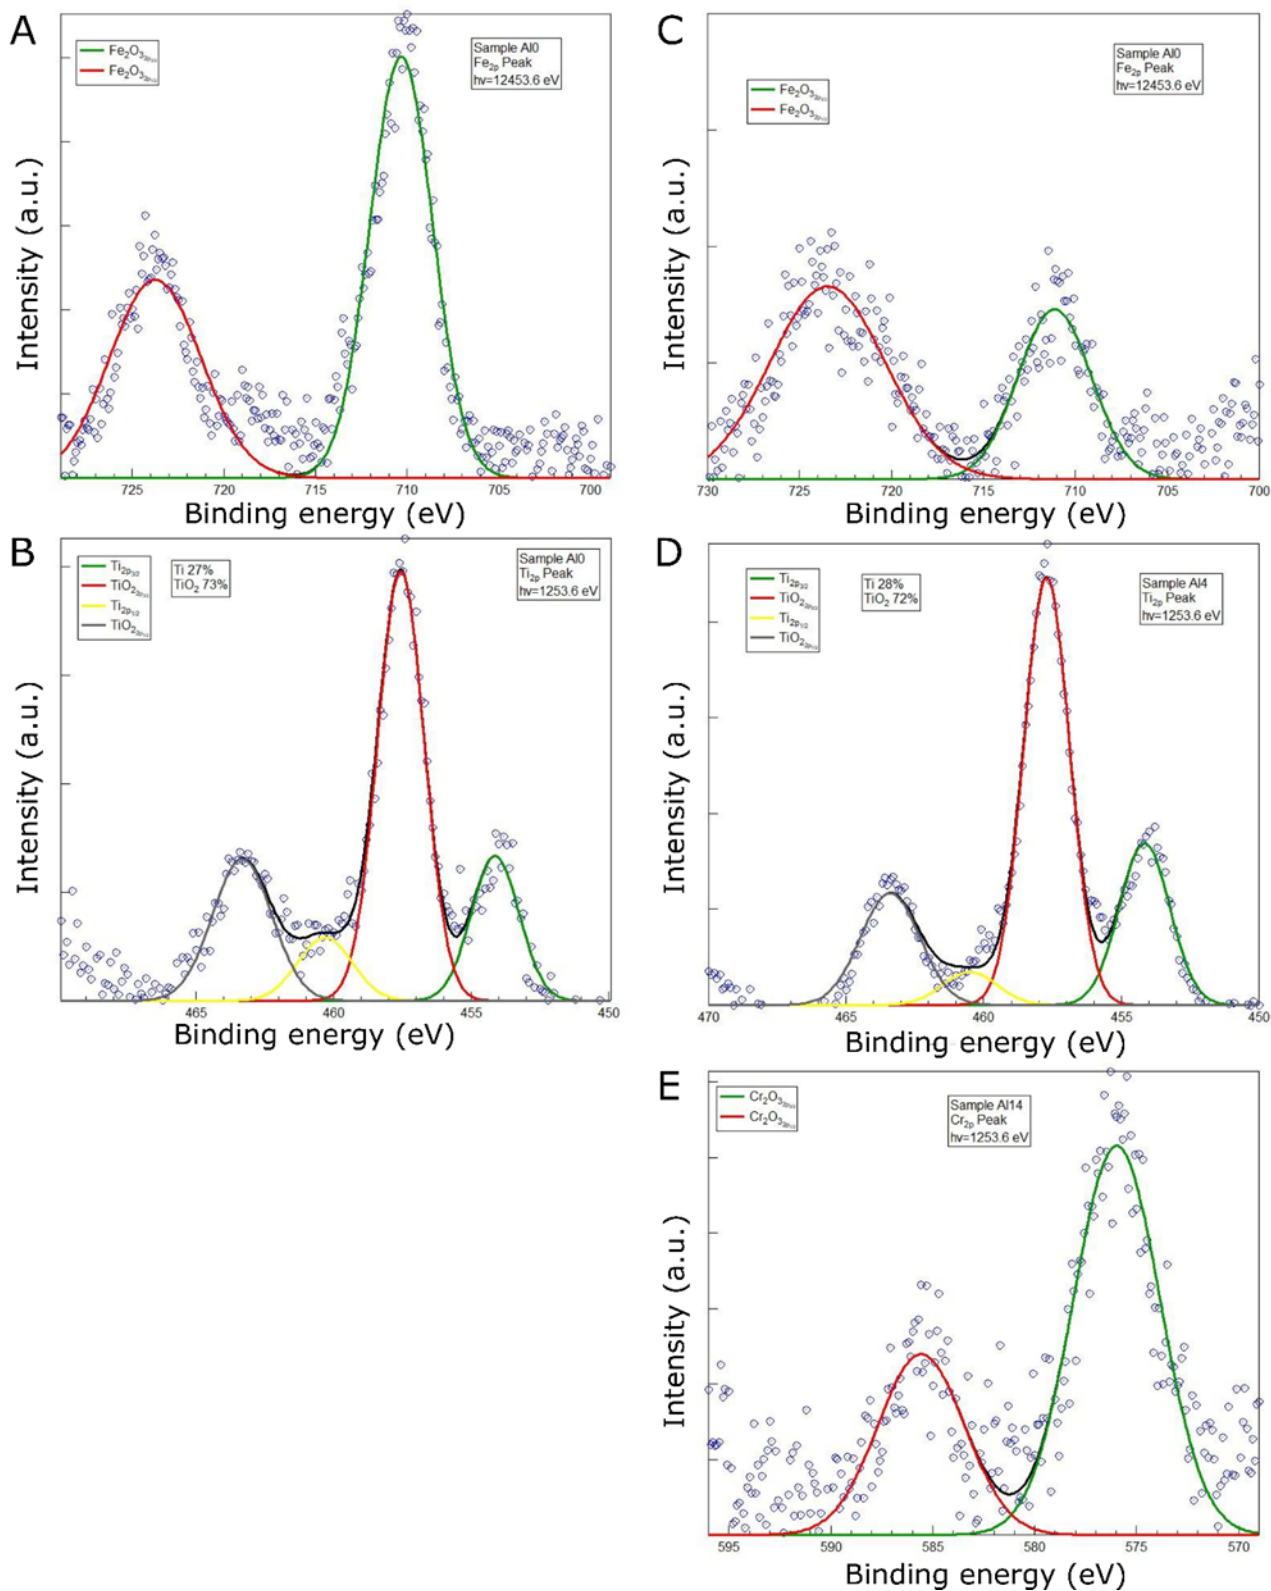 A
Fe₂O₃
Fe₂O₃
Sample Al0
Fe₂ₚ Peak
hv=12453.6 eV
Intensity (a.u.)
725 720 715 710 705 700
Binding energy (eV)
C
Fe₂O₃
Fe₂O₃
Sample Al0
Fe₂ₚ Peak
hv=12453.6 eV
Intensity (a.u.)
730 725 720 715 710 705 700
Binding energy (eV)
B
Ti2p3/2
TiO₂
Ti2p1/2
TiO₂
Ti 27%
TiO₂ 73%
Sample Al0
Ti₂ₚ Peak
hv=1253.6 eV
Intensity (a.u.)
465 460 455 450
Binding energy (eV)
D
Ti2p3/2
TiO₂
Ti2p1/2
TiO₂
Ti 28%
TiO₂ 72%
Sample Al4
Ti₂ₚ Peak
hv=1253.6 eV
Intensity (a.u.)
470 465 460 455 450
Binding energy (eV)
E
Cr₂O₃
Cr₂O₃
Sample Al14
Cr₂ₚ Peak
hv=1253.6 eV
Intensity (a.u.)
595 590 585 580 575 570
Binding energy (eV)